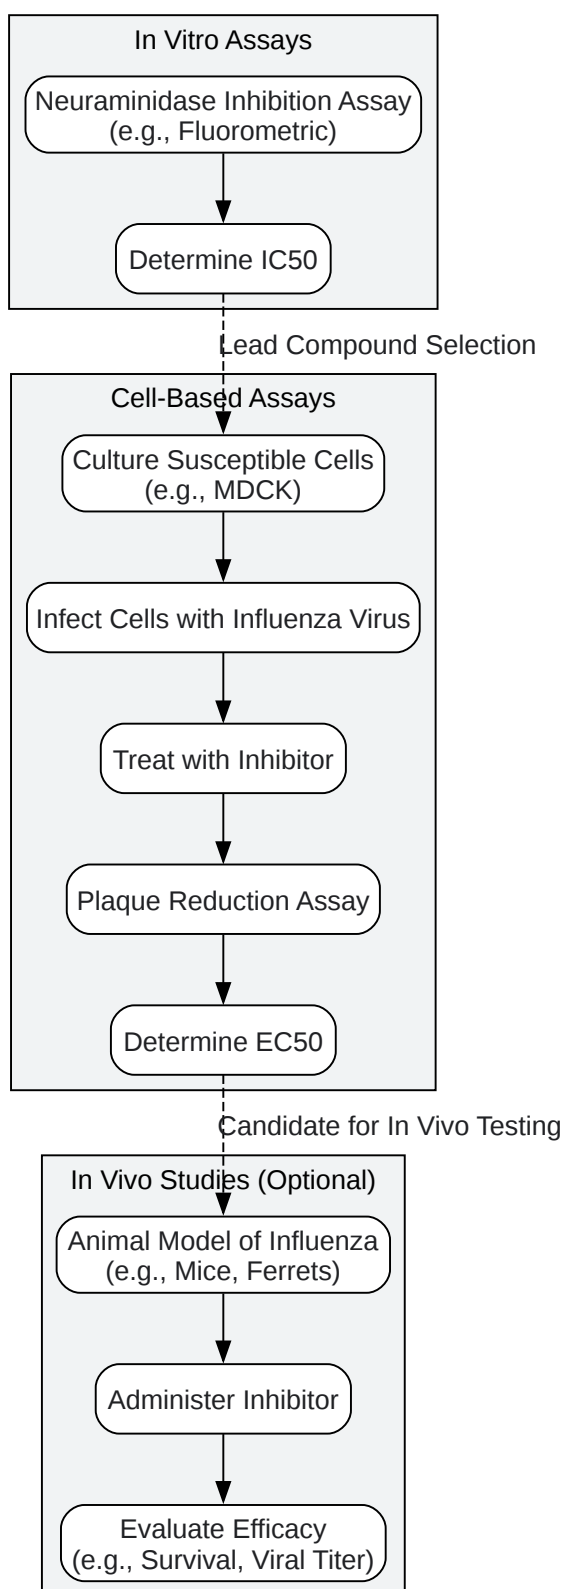 In Vitro Assays
Neuraminidase Inhibition Assay
(e.g., Fluorometric)
Determine IC50
Lead Compound Selection
Cell-Based Assays
Culture Susceptible Cells
(e.g., MDCK)
Infect Cells with Influenza Virus
Treat with Inhibitor
Plaque Reduction Assay
Determine EC50
Candidate for In Vivo Testing
In Vivo Studies (Optional)
Animal Model of Influenza
(e.g., Mice, Ferrets)
Administer Inhibitor
Evaluate Efficacy
(e.g., Survival, Viral Titer)